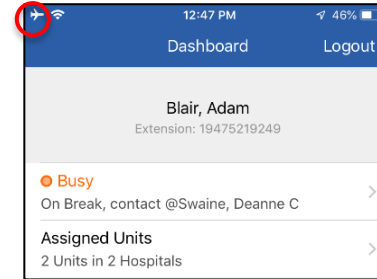 12:47 PM 46%
Dashboard Logout
Blair, Adam
Extension: 19475219249
Busy
On Break, contact @Swaine, Deanne C
Assigned Units
2 Units in 2 Hospitals